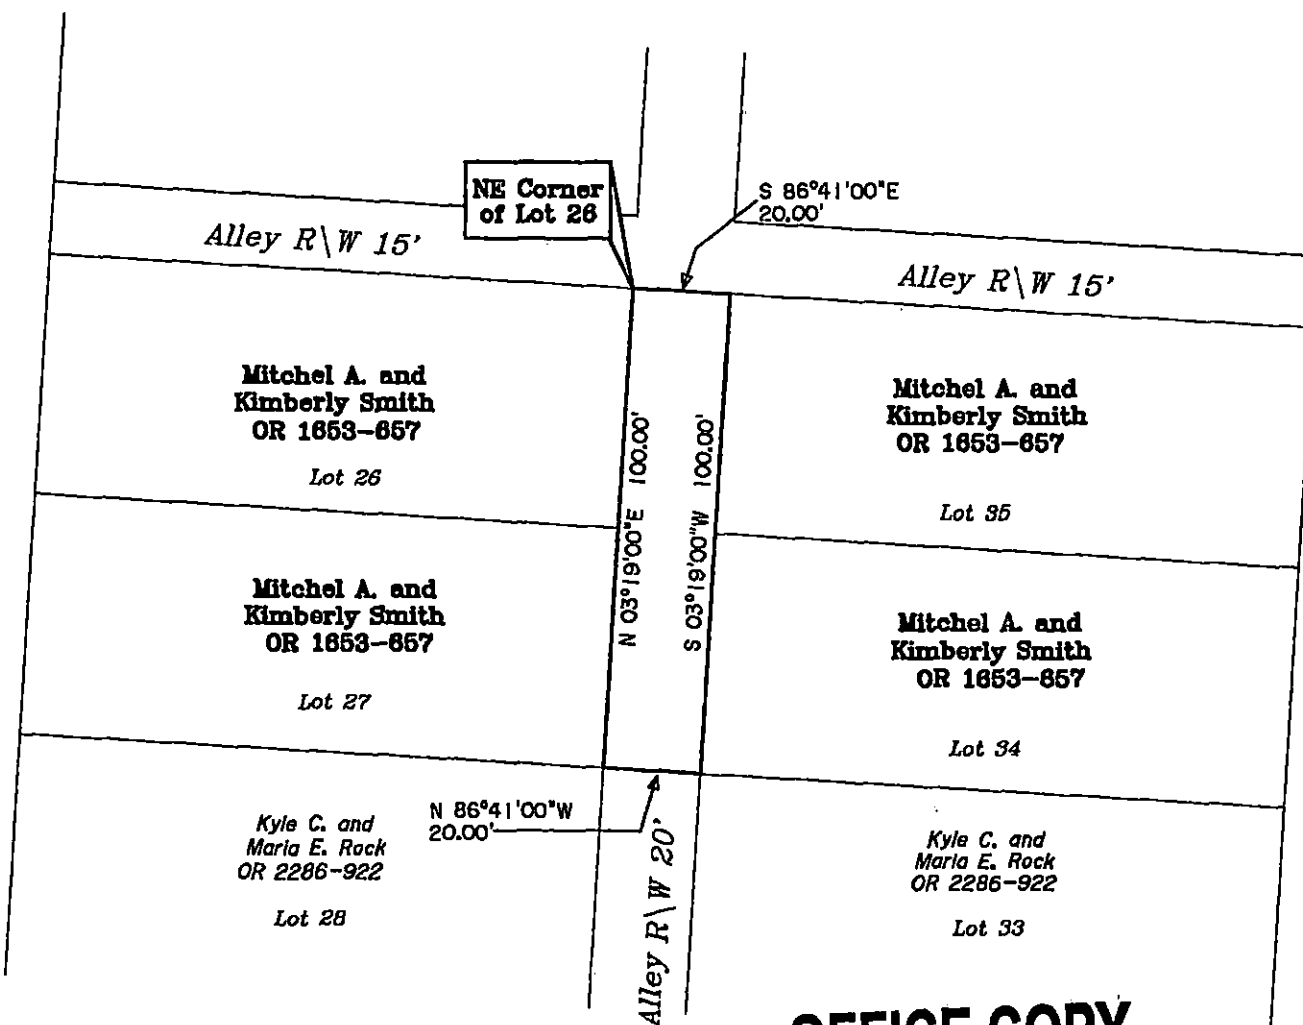 NE Corner
of Lot 26
S 86°41'00"E
20.00'
Alley R\W 15'
Alley R\W 15'
Mitchel A. and
Kimberly Smith
OR 1653-657
Lot 26
Mitchel A. and
Kimberly Smith
OR 1653-657
Lot 35
N 03°19'00"E 100.00'
S 03°19'00"W 100.00'
Mitchel A. and
Kimberly Smith
OR 1653-657
Lot 27
Mitchel A. and
Kimberly Smith
OR 1653-657
Lot 34
N 86°41'00"W
20.00'
Kyle C. and
Maria E. Rock
OR 2286-922
Lot 28
Alley R\W 20'
Kyle C. and
Maria E. Rock
OR 2286-922
Lot 33
OFFICE COPY